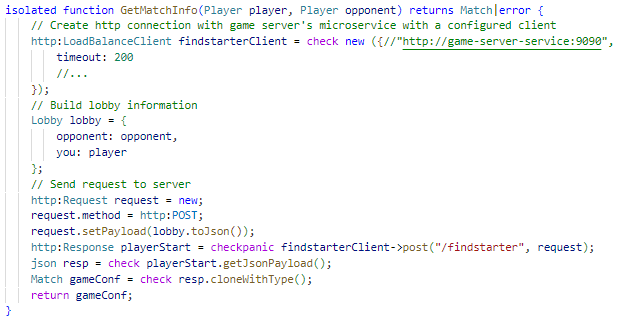 isolated function GetMatchInfo(Player player, Player opponent) returns Match|error {
    // Create http connection with game server's microservice with a configured client
    http:LoadBalanceClient findstarterClient = check new ({//"http://game-server-service:9090",
        timeout: 200
        //...
    });
    // Build lobby information
    Lobby lobby = {
        opponent: opponent,
        you: player
    };
    // Send request to server
    http:Request request = new;
    request.method = http:POST;
    request.setPayload(lobby.toJson());
    http:Response playerStart = checkpanic findstarterClient->post("/findstarter", request);
    json resp = check playerStart.getJsonPayload();
    Match gameConf = check resp.cloneWithType();
    return gameConf;
}